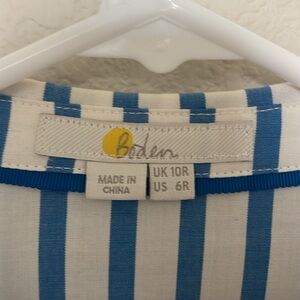 Boden
MADE IN
CHINA
UK 10R
US 6R